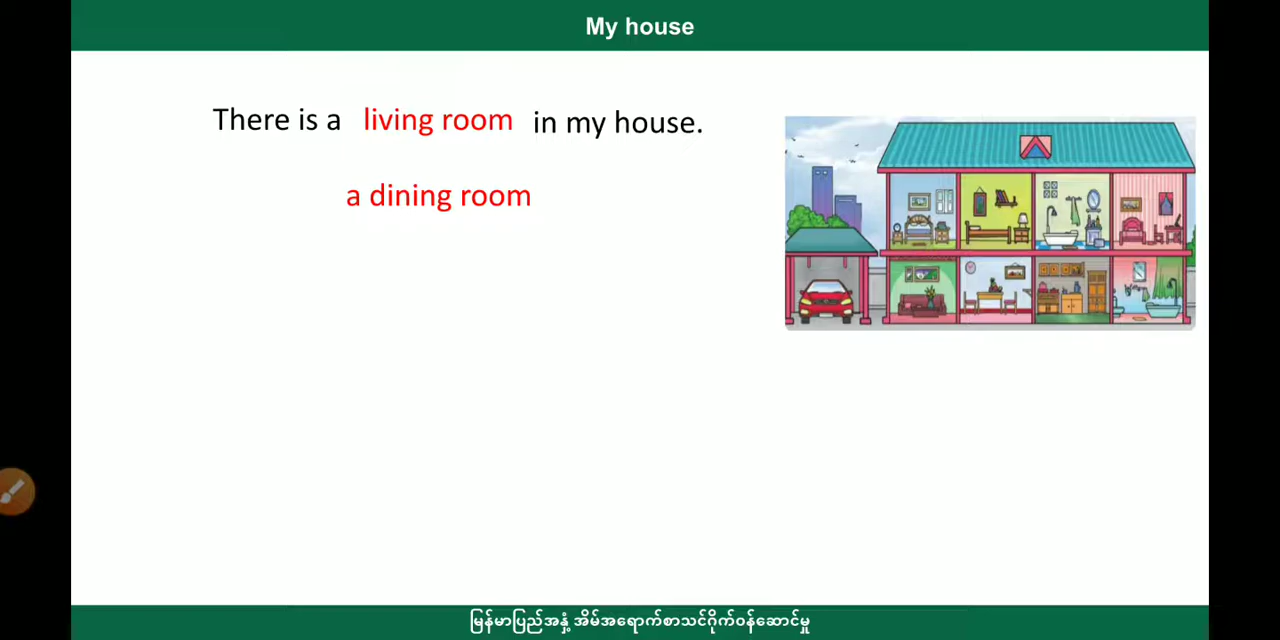 My house
There is a living room in my house.
a dining room
မြန်မာပြည်အနှံ့ အိမ်အရောက်စာသင်ဂိုက်ဝန်ဆောင်မှု